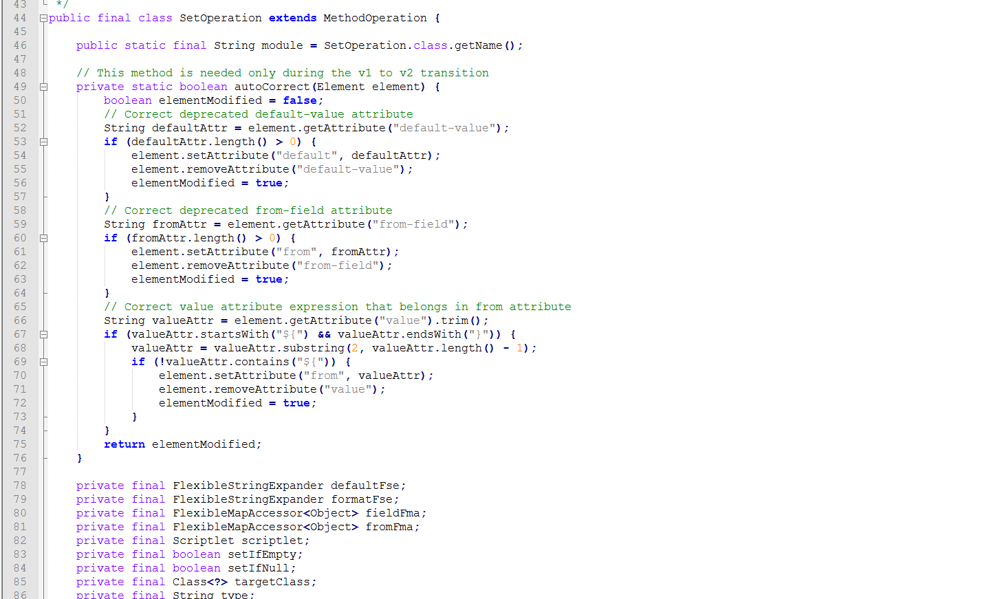 43 */
44 public final class SetOperation extends MethodOperation {
45
46 public static final String module = SetOperation.class.getName();
47
48 // This method is needed only during the v1 to v2 transition
49 private static boolean autoCorrect(Element element) {
50 boolean elementModified = false;
51 // Correct deprecated default-value attribute
52 String defaultAttr = element.getAttribute("default-value");
53 if (defaultAttr.length() > 0) {
54 element.setAttribute("default", defaultAttr);
55 element.removeAttribute("default-value");
56 elementModified = true;
57 }
58 // Correct deprecated from-field attribute
59 String fromAttr = element.getAttribute("from-field");
60 if (fromAttr.length() > 0) {
61 element.setAttribute("from", fromAttr);
62 element.removeAttribute("from-field");
63 elementModified = true;
64 }
65 // Correct value attribute expression that belongs in from attribute
66 String valueAttr = element.getAttribute("value").trim();
67 if (valueAttr.startsWith("${") && valueAttr.endsWith("}")) {
68 valueAttr = valueAttr.substring(2, valueAttr.length() - 1);
69 if (!valueAttr.contains("${")) {
70 element.setAttribute("from", valueAttr);
71 element.removeAttribute("value");
72 elementModified = true;
73 }
74 }
75 return elementModified;
76 }
77
78 private final FlexibleStringExpander defaultFse;
79 private final FlexibleStringExpander formatFse;
80 private final FlexibleMapAccessor<Object> fieldFma;
81 private final FlexibleMapAccessor<Object> fromFma;
82 private final Scriptlet scriptlet;
83 private final boolean setIfEmpty;
84 private final boolean setIfNull;
85 private final Class<?> targetClass;
86 private final String type;